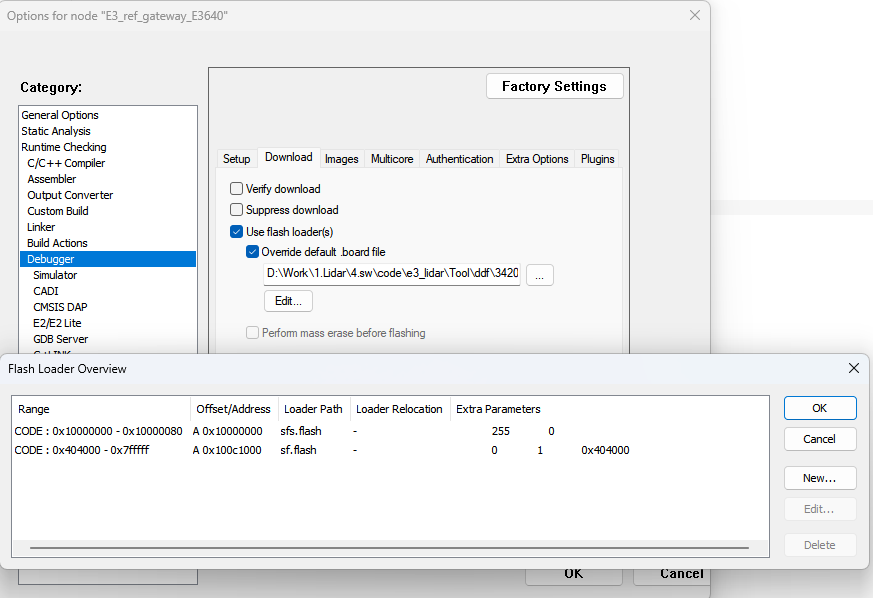 Options for node "E3_ref_gateway_E3640"
Category:
Factory Settings
General Options
Static Analysis
Runtime Checking
C/C++ Compiler
Assembler
Output Converter
Custom Build
Linker
Build Actions
Debugger
Simulator
CADI
CMSIS DAP
E2/E2 Lite
GDB Server
Setup Download Images Multicore Authentication Extra Options Plugins
Verify download
Suppress download
Use flash loader(s)
Override default .board file
D:\Work\1.Lidar\4.sw\code\e3_lidar\Tool\ddf\3420
...
Edit...
Perform mass erase before flashing
Flash Loader Overview
Range Offset/Address Loader Path Loader Relocation Extra Parameters
CODE : 0x10000000 - 0x10000080 A 0x10000000 sfs.flash - 255 0
CODE : 0x404000 - 0x7fffff A 0x100c1000 sf.flash - 0 1 0x404000
OK
Cancel
New...
Edit...
Delete
OK Cancel